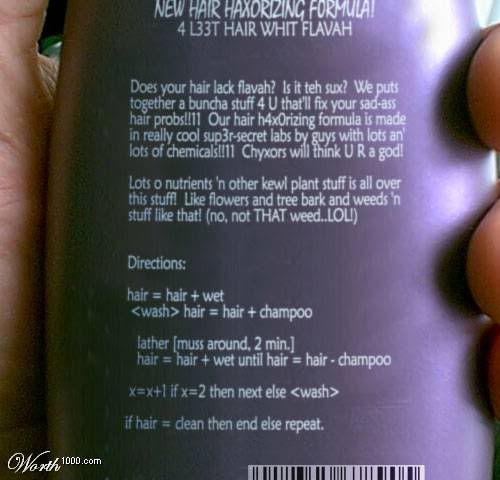 NEW HAIR HAXORIZING FORMULA!
4 L33T HAIR WHIT FLAVAH
Does your hair lack flavah? Is it teh sux? We puts
together a buncha stuff 4 U that'll fix your sad-ass
hair probs!!11 Our hair h4x0rizing formula is made
in really cool sup3r-secret labs by guys with lots an'
lots of chemicals!!11 Chyxors will think U R a god!
Lots o nutrients 'n other kewl plant stuff is all over
this stuff! Like flowers and tree bark and weeds 'n
stuff like that! (no, not THAT weed..LOL!)
Directions:
hair = hair + wet
<wash> hair = hair + champoo
lather [muss around, 2 min.]
hair = hair + wet until hair = hair - champoo
x=x+1 if x=2 then next else <wash>
if hair = clean then end else repeat.
Worth1000.com